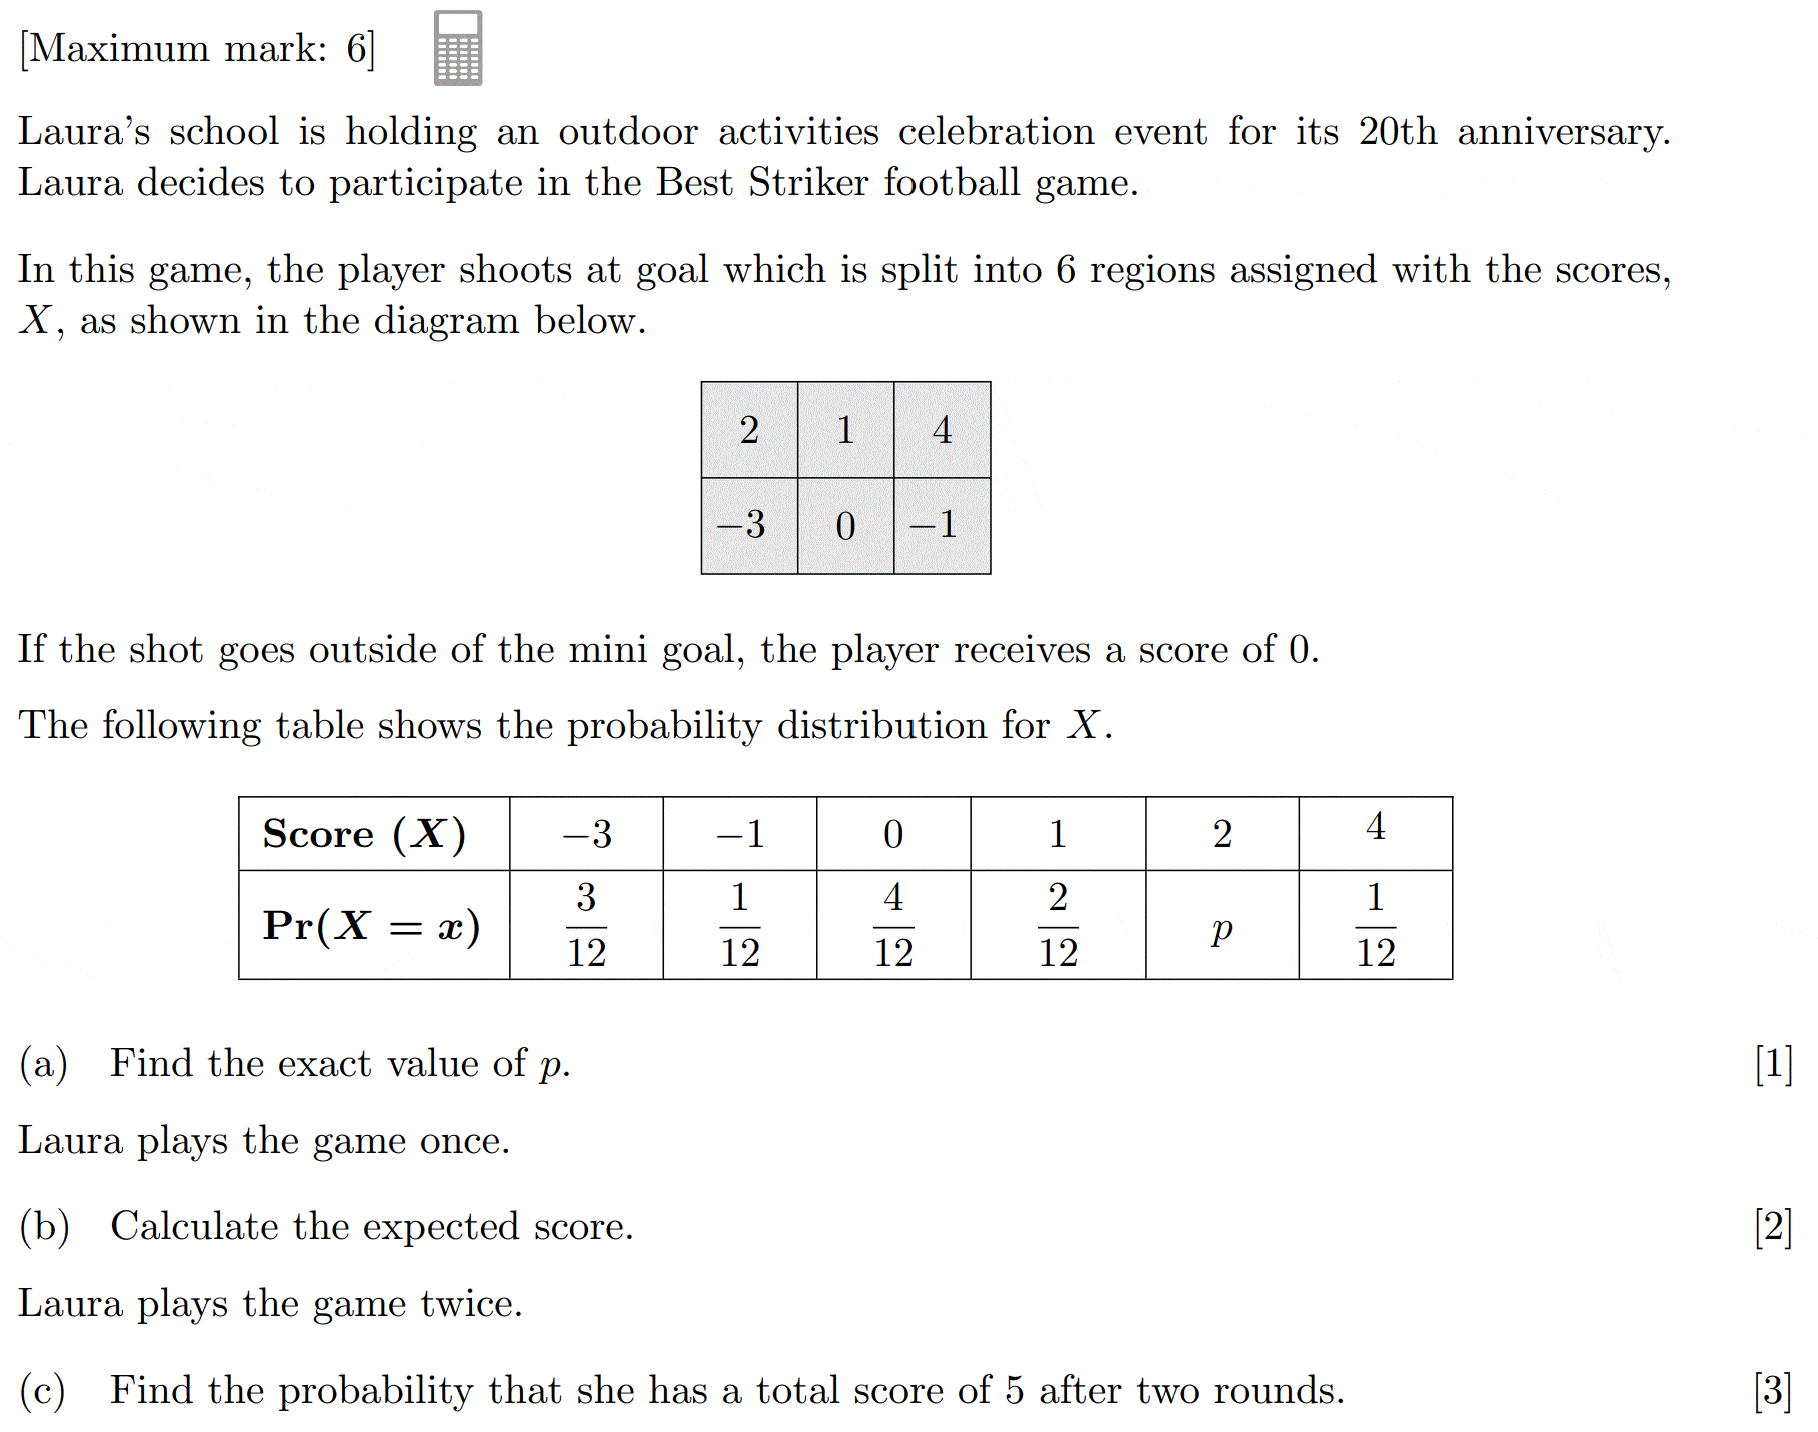 [Maximum mark: 6]
Laura's school is holding an outdoor activities celebration event for its 20th anniversary.
Laura decides to participate in the Best Striker football game.
In this game, the player shoots at goal which is split into 6 regions assigned with the scores,
X, as shown in the diagram below.
2 1 4
−3 0 −1
If the shot goes outside of the mini goal, the player receives a score of 0.
The following table shows the probability distribution for X.
Score (X) −3 −1 0 1 2 4
Pr(X = x) 3/12 1/12 4/12 2/12 p 1/12
(a) Find the exact value of p. [1]
Laura plays the game once.
(b) Calculate the expected score. [2]
Laura plays the game twice.
(c) Find the probability that she has a total score of 5 after two rounds. [3]